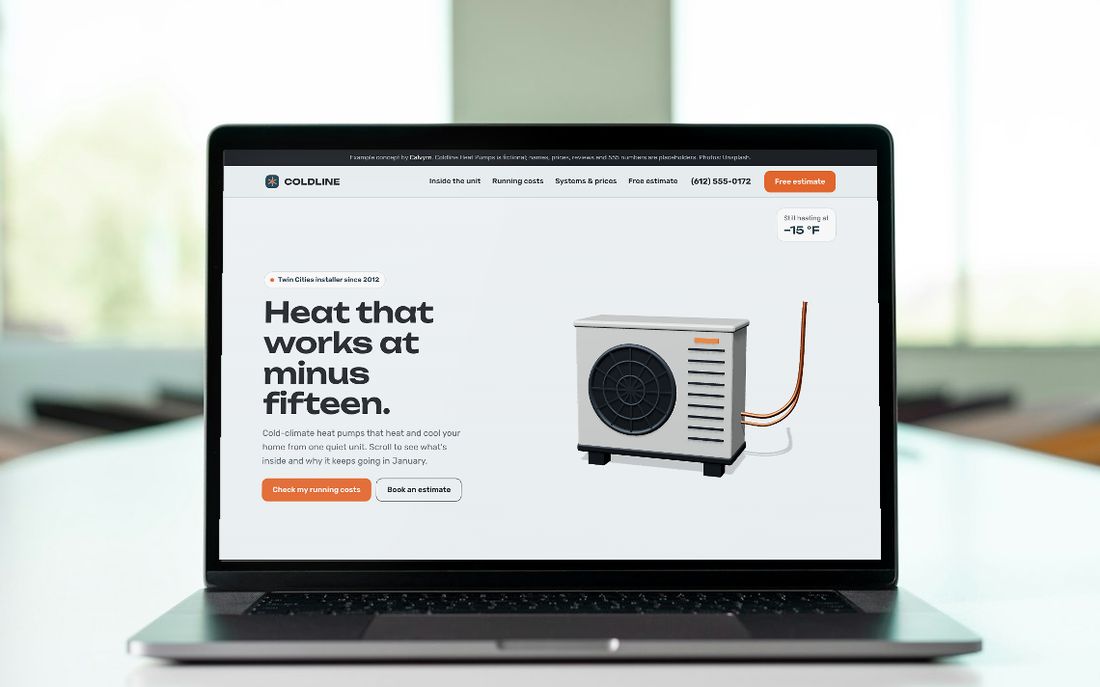 Example concept by Calvyre. Coldline Heat Pumps is fictional; names, prices, reviews and 555 numbers are placeholders. Photos: Unsplash.
COLDLINE
Inside the unit
Running costs
Systems & prices
Free estimate
(612) 555-0172
Free estimate
Still heating at
−15 °F
Twin Cities installer since 2012
Heat that
works at
minus
fifteen.
Cold-climate heat pumps that heat and cool your
home from one quiet unit. Scroll to see what's
inside and why it keeps going in January.
Check my running costs
Book an estimate